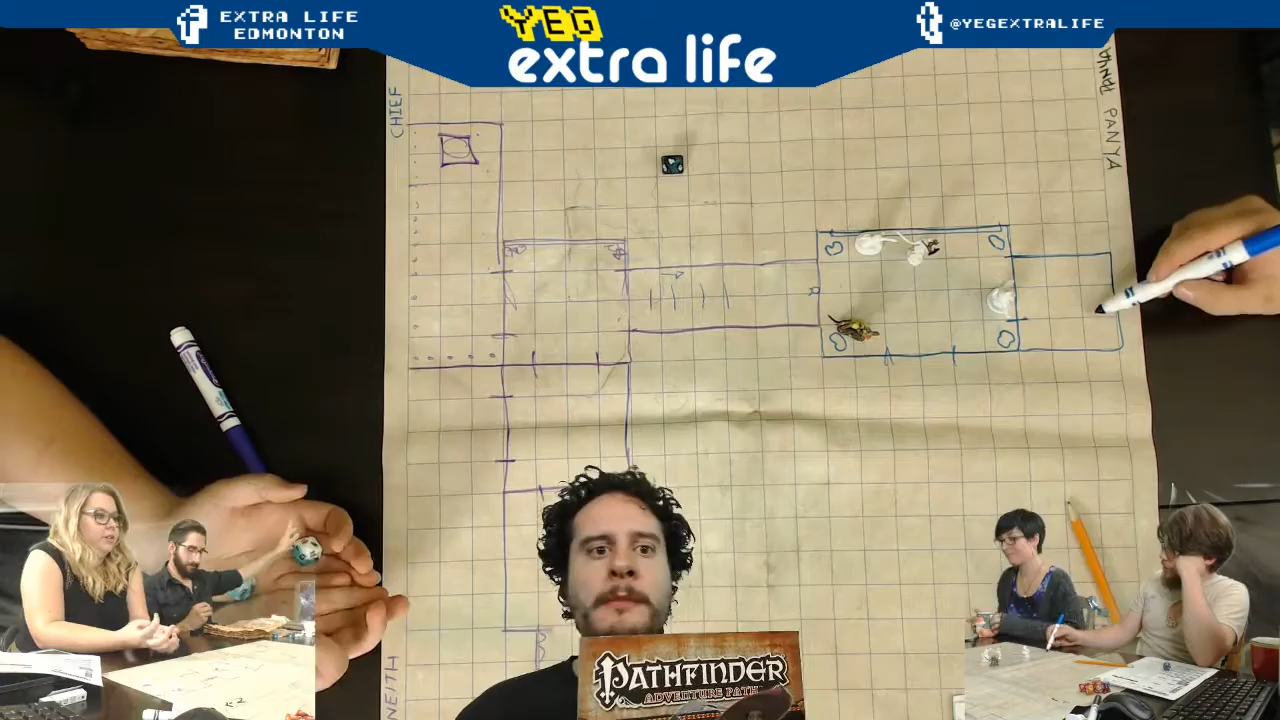 EXTRA LIFE
EDMONTON
YEG
extra life
@YEGEXTRALIFE
CHIEF
PANYA
NEITH
PATHFINDER
ADVENTURE PATH